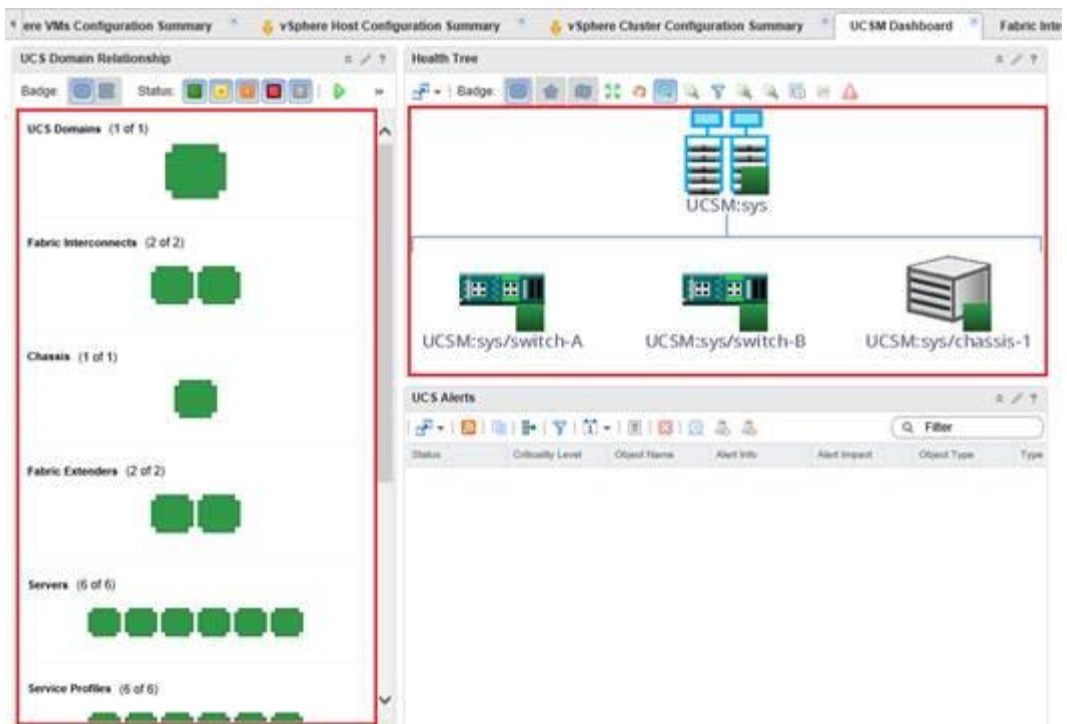 ere VMs Configuration Summary
vSphere Host Configuration Summary
vSphere Cluster Configuration Summary
UCSM Dashboard
Fabric Inte
UCS Domain Relationship
Badge:
Status:
UCS Domains (1 of 1)
Fabric Interconnects (2 of 2)
Chassis (1 of 1)
Fabric Extenders (2 of 2)
Servers (6 of 6)
Service Profiles (6 of 6)
Health Tree
Badge:
UCSM:sys
UCSM:sys/switch-A
UCSM:sys/switch-B
UCSM:sys/chassis-1
UCS Alerts
Filter
Status
Criticality Level
Object Name
Alert Info
Alert Impact
Object Type
Type